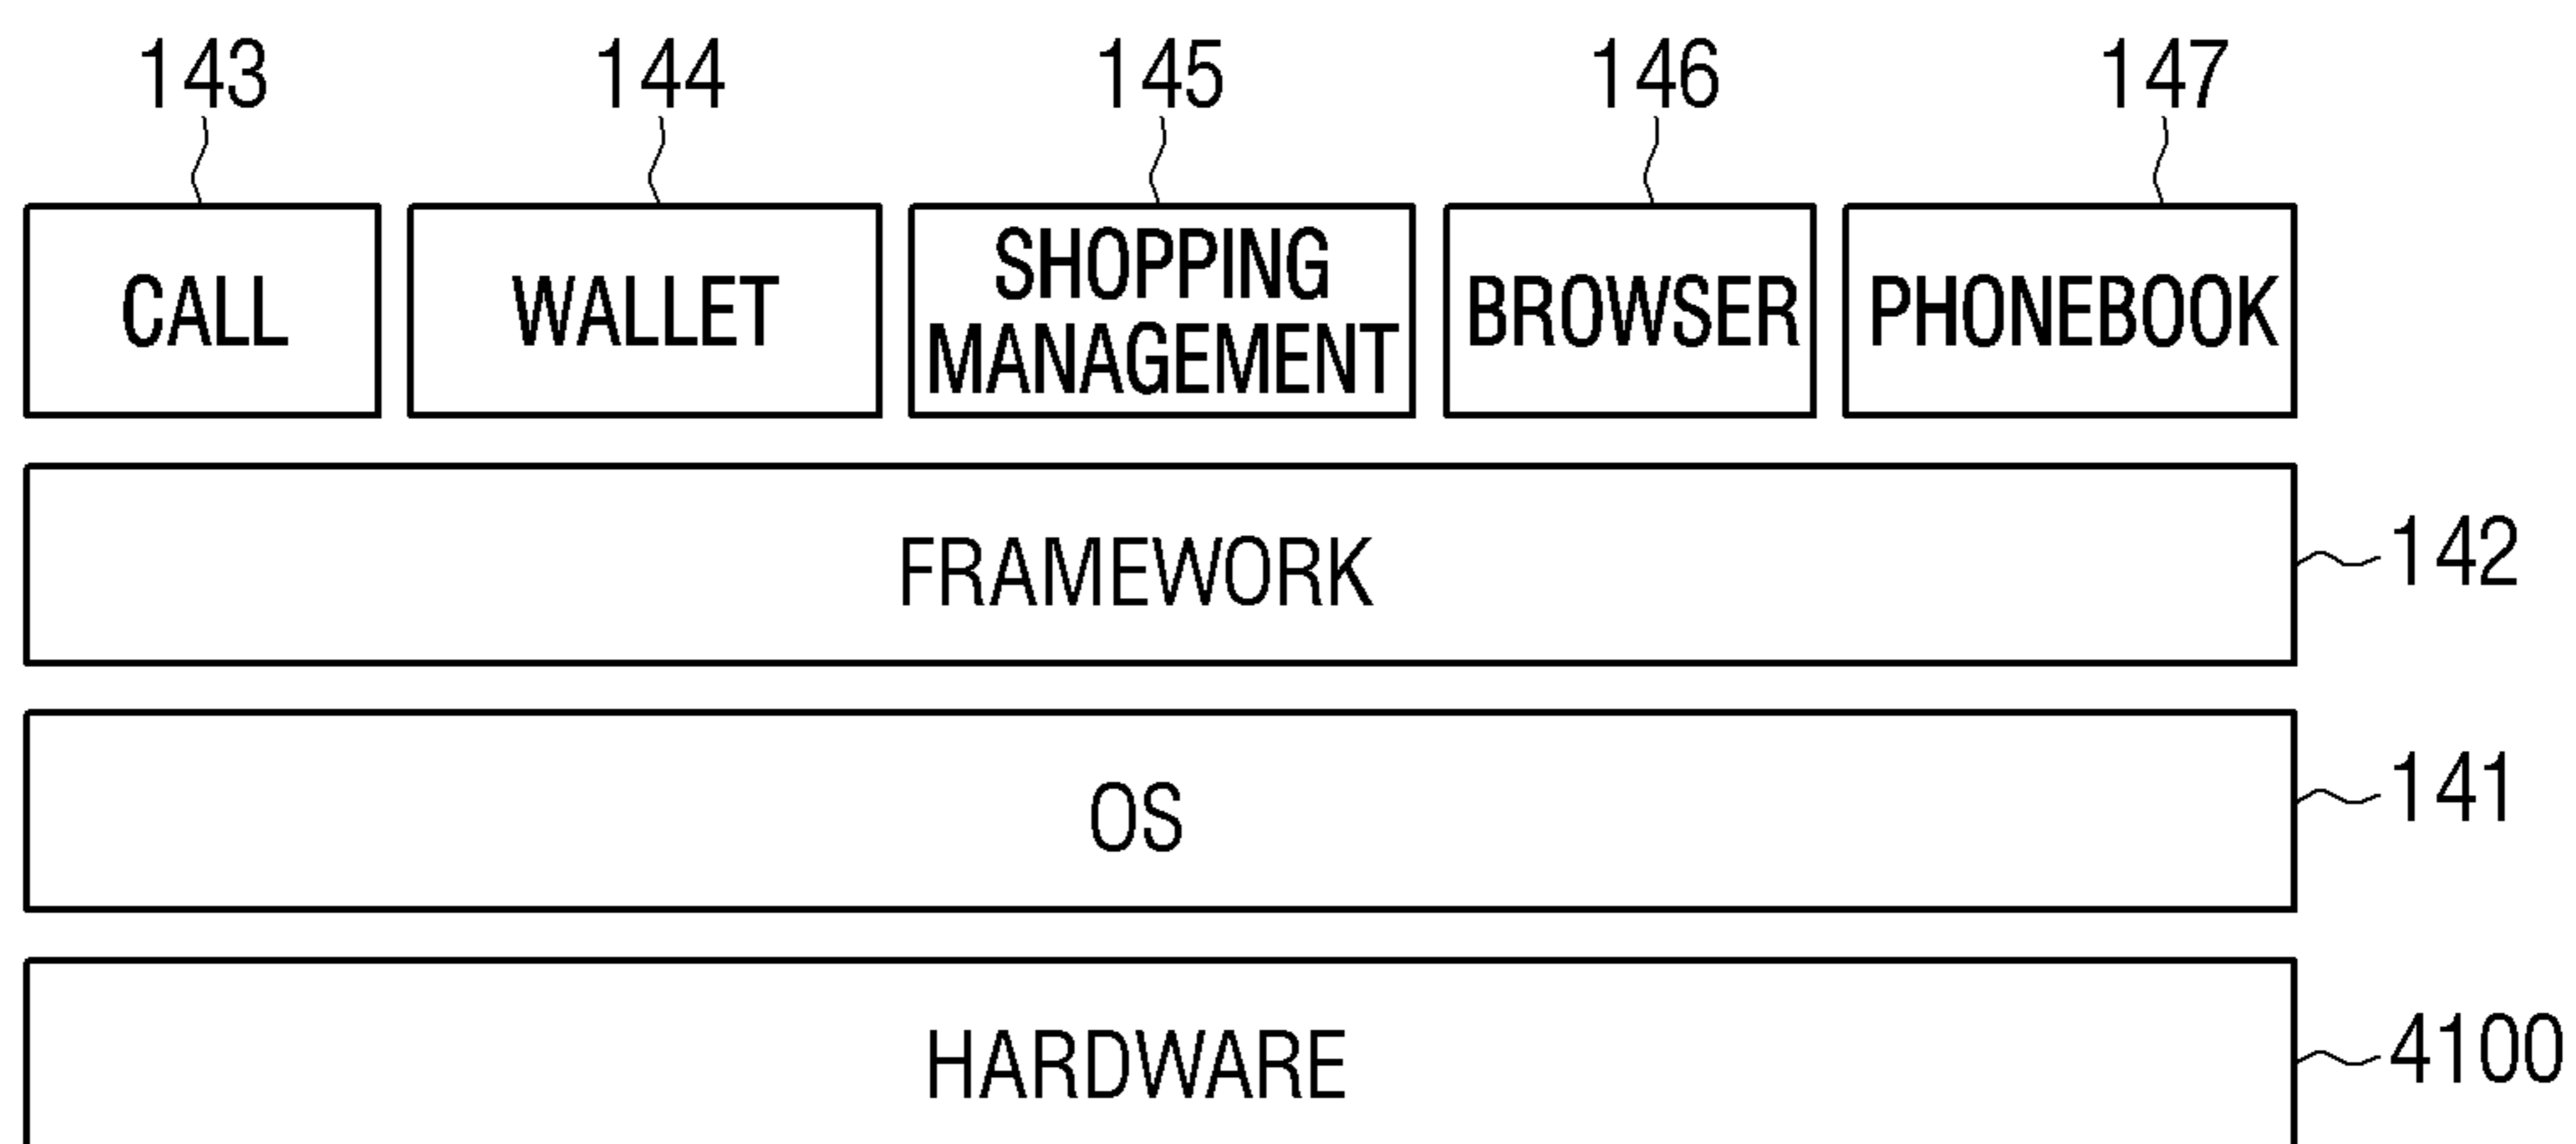 143 144 145 146 147
CALL WALLET SHOPPING MANAGEMENT BROWSER PHONEBOOK
FRAMEWORK 142
OS 141
HARDWARE 4100